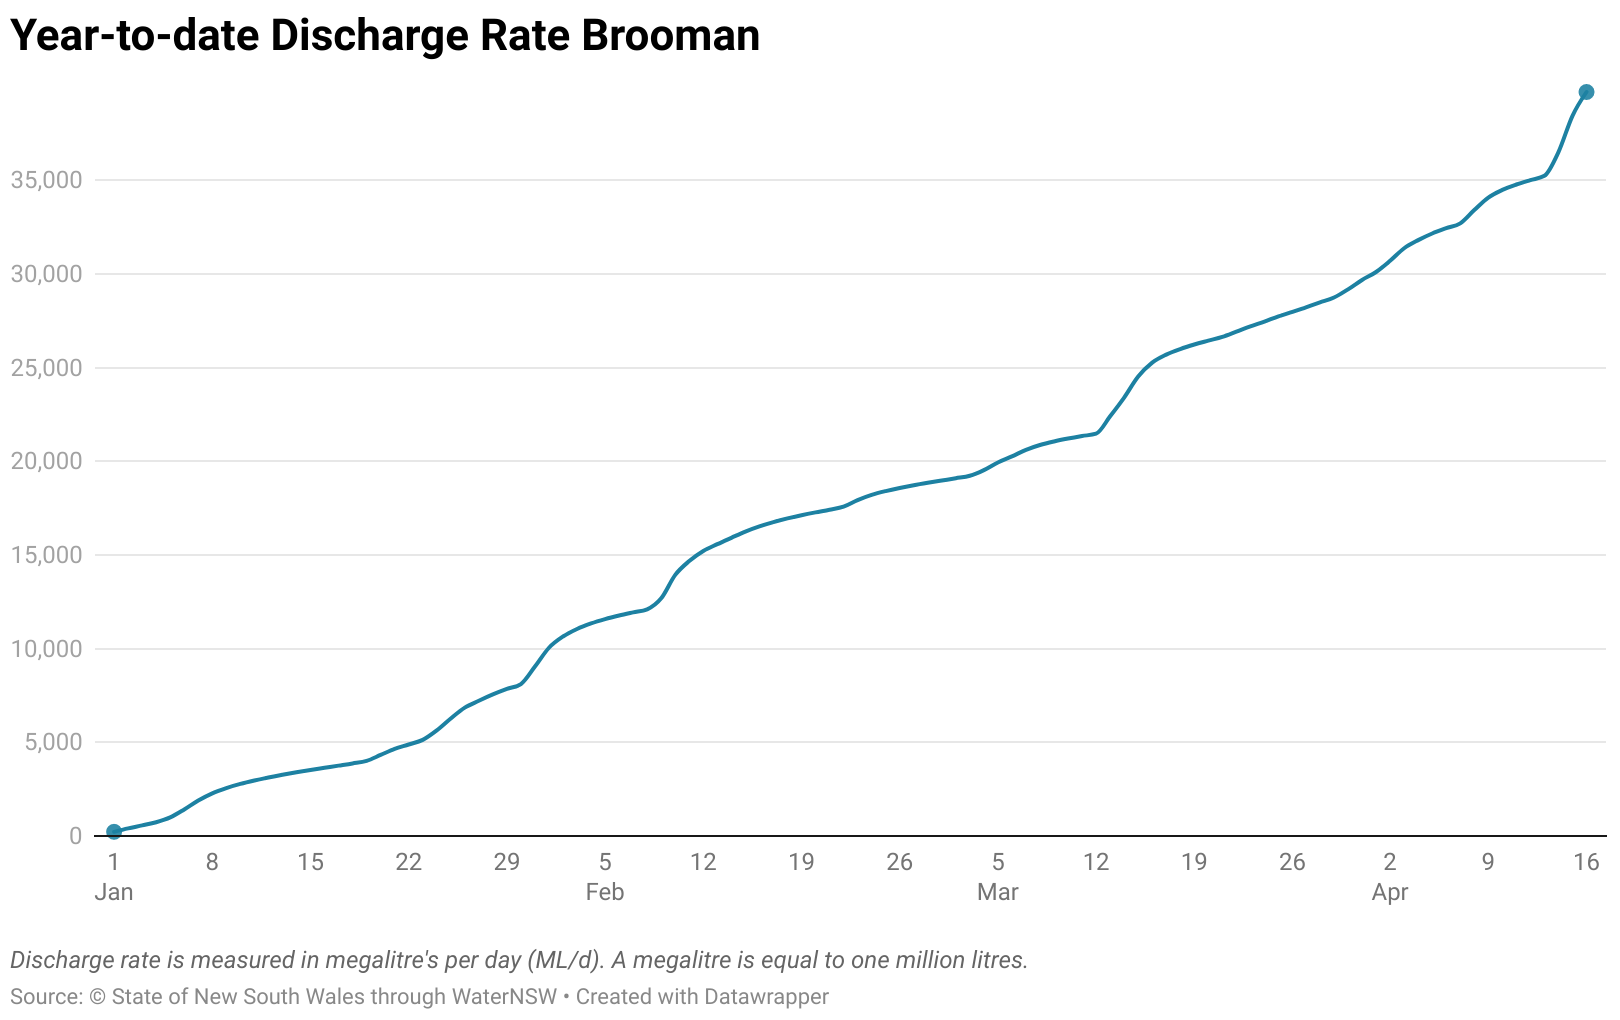 Year-to-date Discharge Rate Brooman
35,000
30,000
25,000
20,000
15,000
10,000
5,000
0
1 8 15 22 29 5 12 19 26 5 12 19 26 2 9 16
Jan Feb Mar Apr
Discharge rate is measured in megalitre's per day (ML/d). A megalitre is equal to one million litres.
Source: © State of New South Wales through WaterNSW • Created with Datawrapper